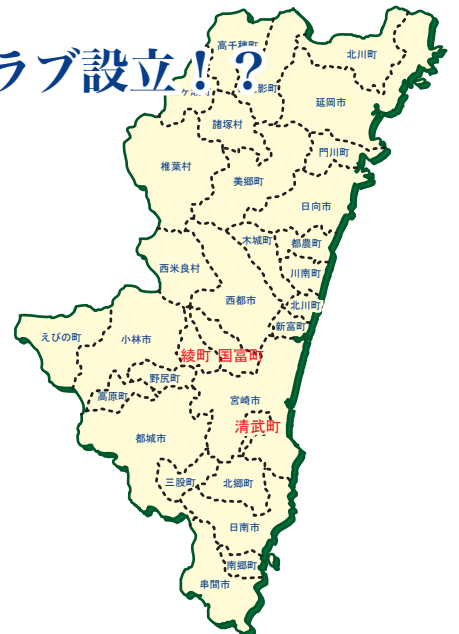 ラブ設立！？
高千穂町
北川町
延岡市
諸塚村
門川町
椎葉村
美郷町
日向市
木城町
都農町
西米良村
川南町
西都市
北川町
新富町
えびの町
小林市
綾町
国富町
野尻町
高原町
宮崎市
清武町
都城市
三股町
北郷町
日南市
南郷町
串間市